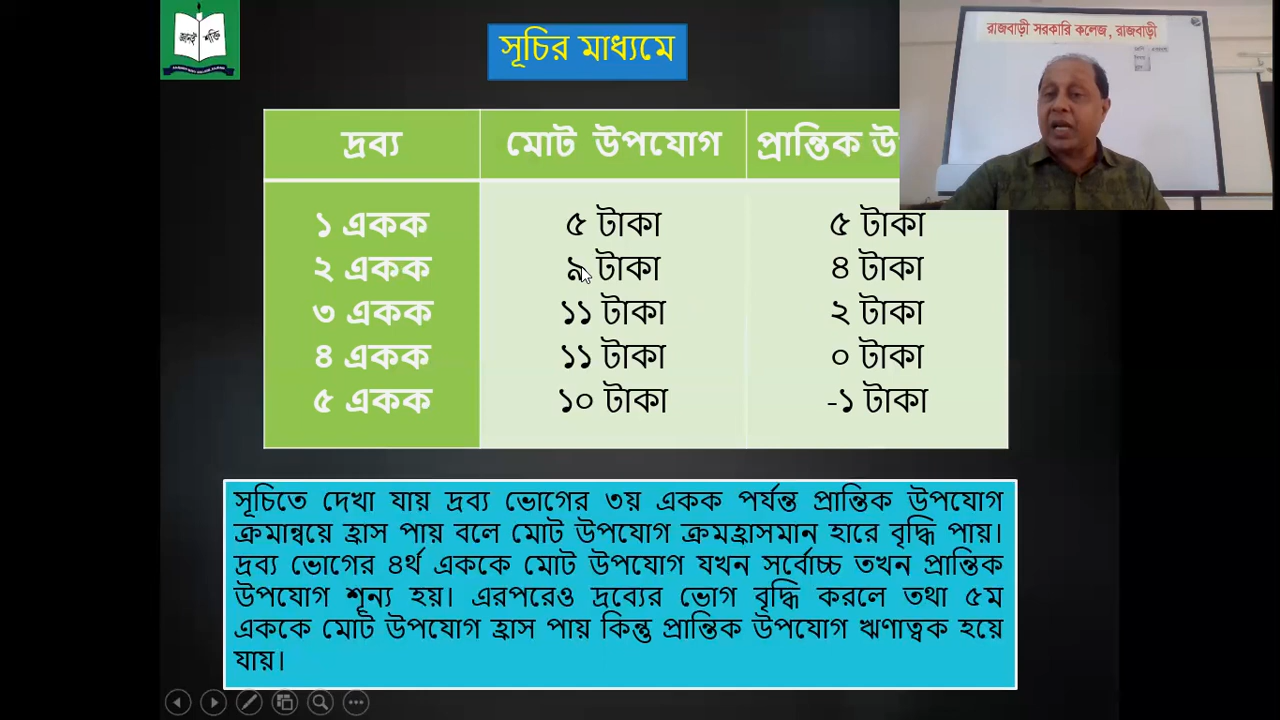 জ্ঞানই শক্তি
সূচির মাধ্যমে
রাজবাড়ী সরকারি কলেজ, রাজবাড়ী
দ্রব্য মোট উপযোগ প্রান্তিক
১ একক ৫ টাকা ৫ টাকা
২ একক ৯ টাকা ৪ টাকা
৩ একক ১১ টাকা ২ টাকা
৪ একক ১১ টাকা ০ টাকা
৫ একক ১০ টাকা -১ টাকা
সূচিতে দেখা যায় দ্রব্য ভোগের ৩য় একক পর্যন্ত প্রান্তিক উপযোগ
ক্রমান্বয়ে হ্রাস পায় বলে মোট উপযোগ ক্রমহ্রাসমান হারে বৃদ্ধি পায়।
দ্রব্য ভোগের ৪র্থ এককে মোট উপযোগ যখন সর্বোচ্চ তখন প্রান্তিক
উপযোগ শূন্য হয়। এরপরেও দ্রব্যের ভোগ বৃদ্ধি করলে তথা ৫ম
এককে মোট উপযোগ হ্রাস পায় কিন্তু প্রান্তিক উপযোগ ঋণাত্বক হয়ে
যায়।